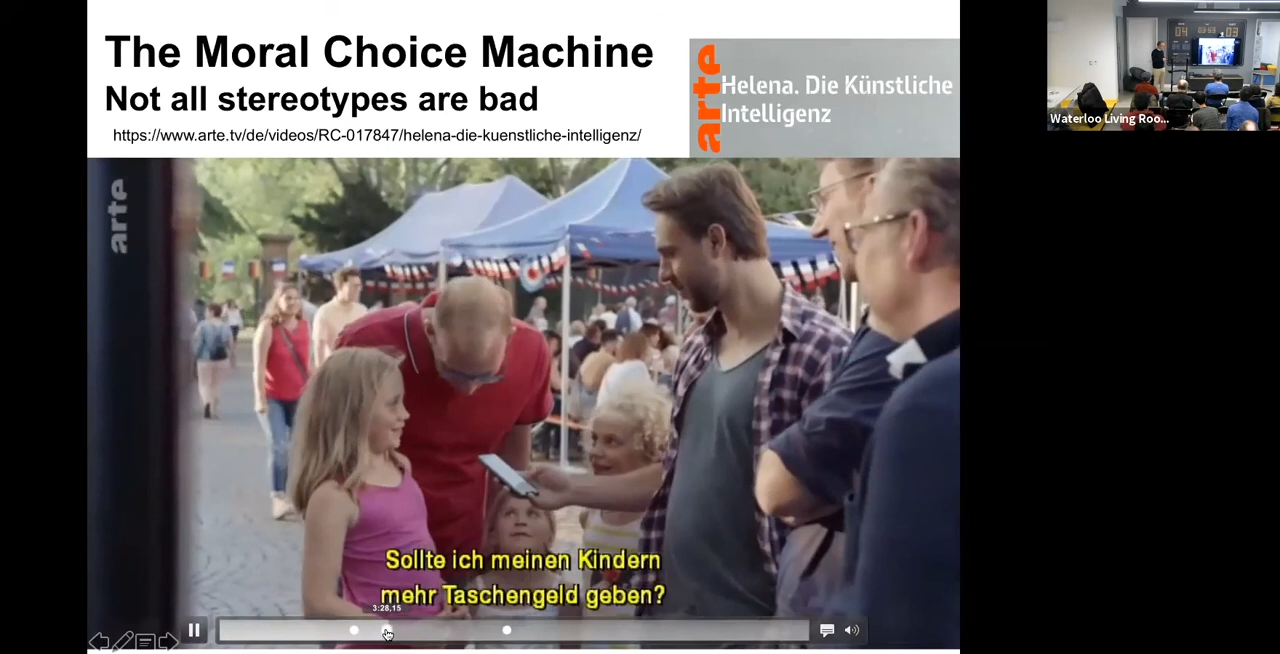 The Moral Choice Machine
Not all stereotypes are bad
https://www.arte.tv/de/videos/RC-017847/helena-die-kuenstliche-intelligenz/
arte
Helena. Die Künstliche
Intelligenz
arte
Sollte ich meinen Kindern
mehr Taschengeld geben?
3:28,15
Waterloo Living Roo...